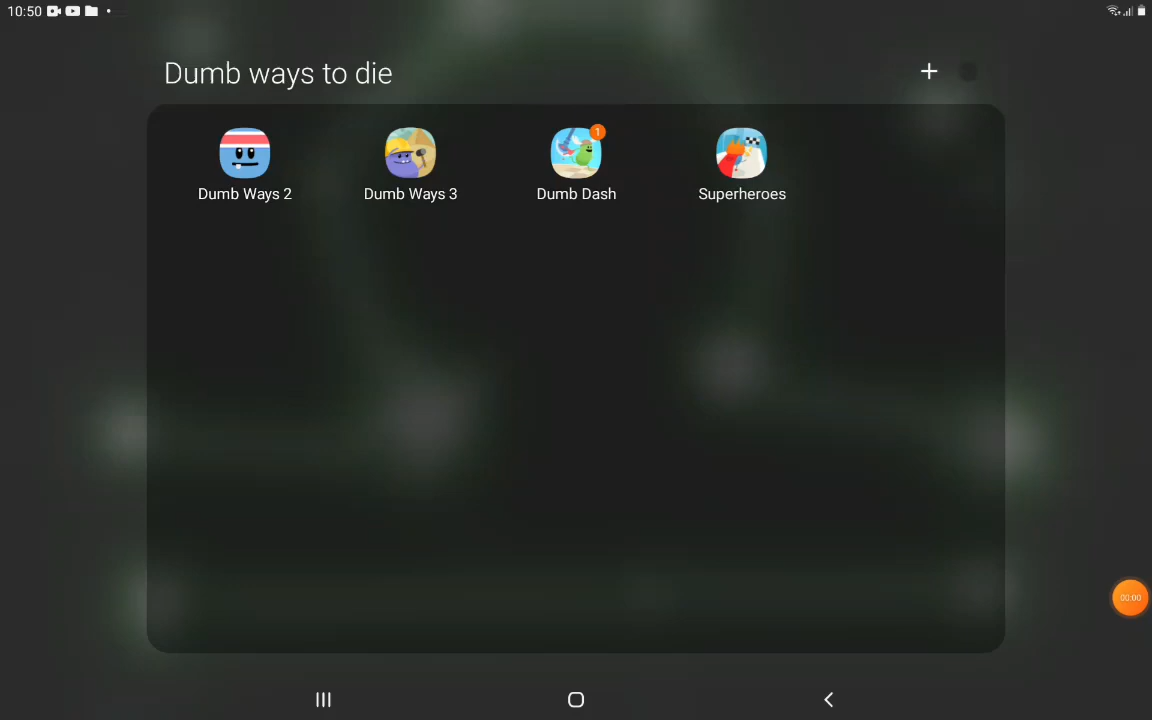 10:50
Dumb ways to die
+
1
Dumb Ways 2
Dumb Ways 3
Dumb Dash
Superheroes
00:00